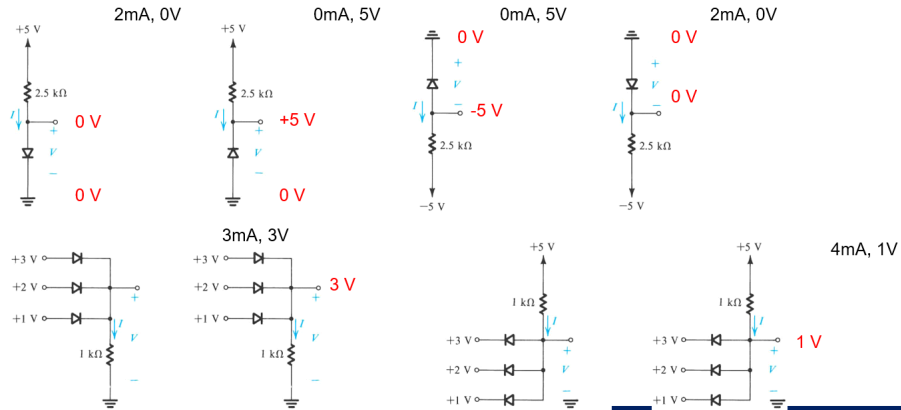 2mA, 0V
0mA, 5V
0mA, 5V
2mA, 0V
+5 V
+5 V
0 V
0 V
+
V
−
+
V
−
2.5 kΩ
2.5 kΩ
I
0 V
I
+5 V
I
-5 V
I
0 V
+
V
−
+
V
−
2.5 kΩ
2.5 kΩ
0 V
0 V
−5 V
−5 V
3mA, 3V
4mA, 1V
+3 V
+3 V
+5 V
+5 V
+2 V
+2 V
3 V
+
+
1 kΩ
1 kΩ
+1 V
I
+1 V
I
I
I
V
V
1 kΩ
1 kΩ
−
−
+3 V
+3 V
1 V
+
+
+2 V
V
+2 V
V
+1 V
−
+1 V
−